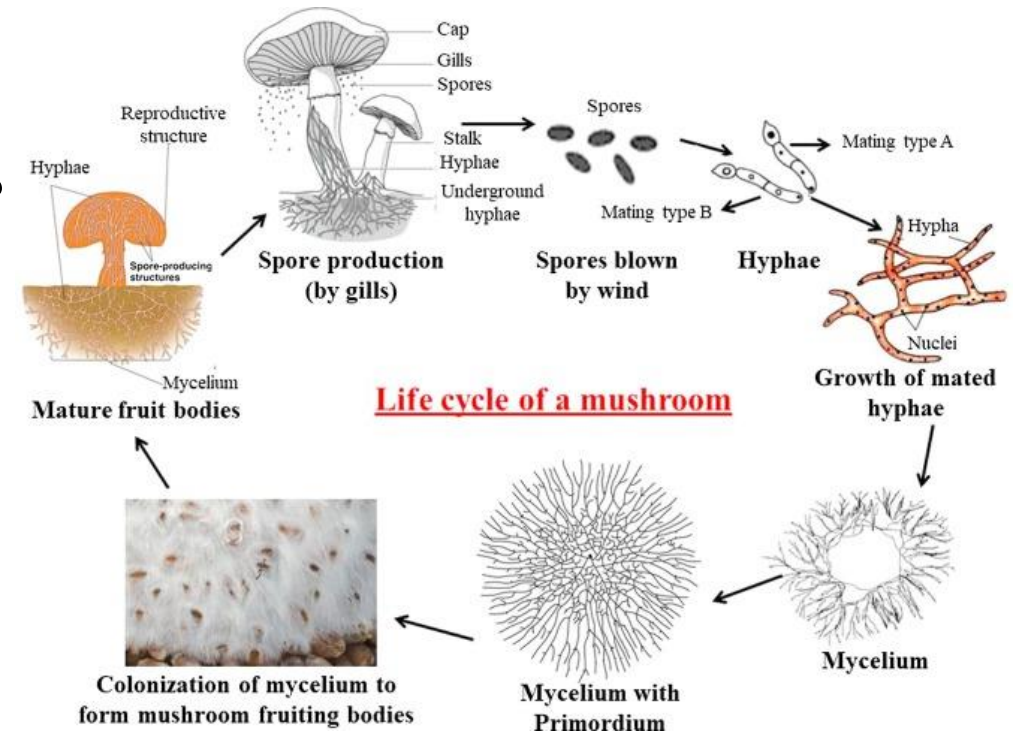 Cap
Gills
Spores
Stalk
Hyphae
Underground
hyphae
Spore production
(by gills)
Reproductive
structure
Hyphae
Spore-producing
structures
Mycelium
Mature fruit bodies
Spores
Spores blown
by wind
Mating type A
Mating type B
Hyphae
Hypha
Nuclei
Growth of mated
hyphae
Life cycle of a mushroom
Mycelium
Mycelium with
Primordium
Colonization of mycelium to
form mushroom fruiting bodies